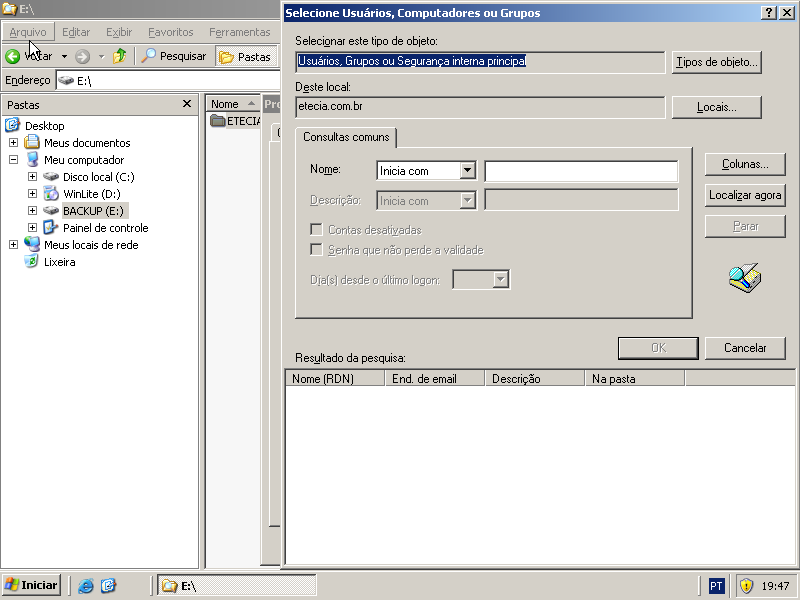 E:\
Arquivo Editar Exibir Favoritos Ferramentas
Voltar Pesquisar Pastas
Endereço E:\
Pastas
Desktop
Meus documentos
Meu computador
Disco local (C:)
WinLite (D:)
BACKUP (E:)
Painel de controle
Meus locais de rede
Lixeira
Nome
ETECIA
Selecione Usuários, Computadores ou Grupos
Selecionar este tipo de objeto:
Usuários, Grupos ou Segurança interna principal
Tipos de objeto...
Deste local:
etecia.com.br
Locais...
Consultas comuns
Nome: Inicia com
Descrição: Inicia com
Contas desativadas
Senha que não perde a validade
Dia(s) desde o último logon:
Colunas...
Localizar agora
Parar
OK Cancelar
Resultado da pesquisa:
Nome (RDN) End. de email Descrição Na pasta
Iniciar E:\ PT 19:47